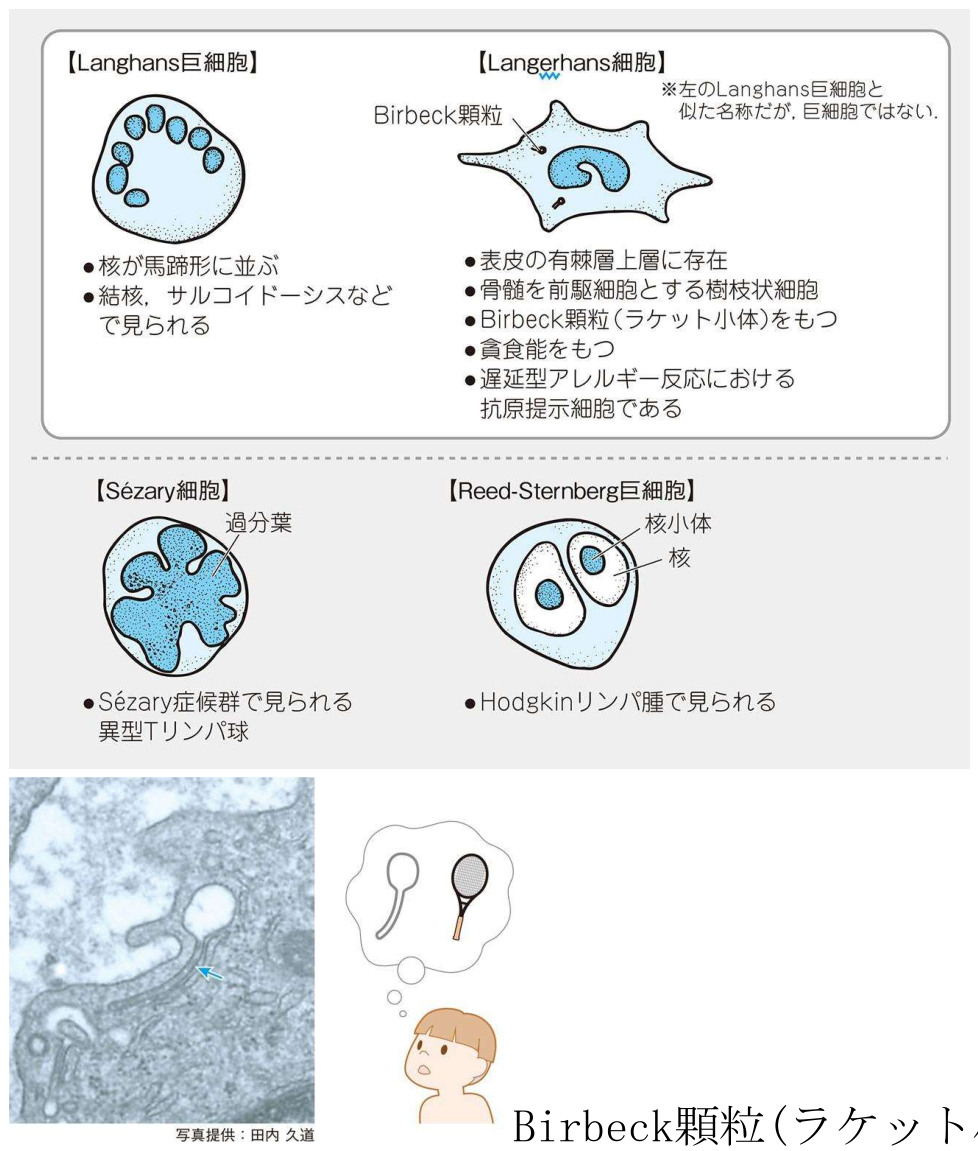 【Langhans巨細胞】
【Langerhans細胞】
※左のLanghans巨細胞と
似た名称だが,巨細胞ではない.
Birbeck顆粒
●核が馬蹄形に並ぶ
●結核,サルコイドーシスなど
で見られる
●表皮の有棘層上層に存在
●骨髄を前駆細胞とする樹枝状細胞
●Birbeck顆粒(ラケット小体)をもつ
●貪食能をもつ
●遅延型アレルギー反応における
抗原提示細胞である
【Sézary細胞】
過分葉
●Sézary症候群で見られる
異型Tリンパ球
【Reed-Sternberg巨細胞】
核小体
核
●Hodgkinリンパ腫で見られる
写真提供:田内 久道
Birbeck顆粒(ラケット